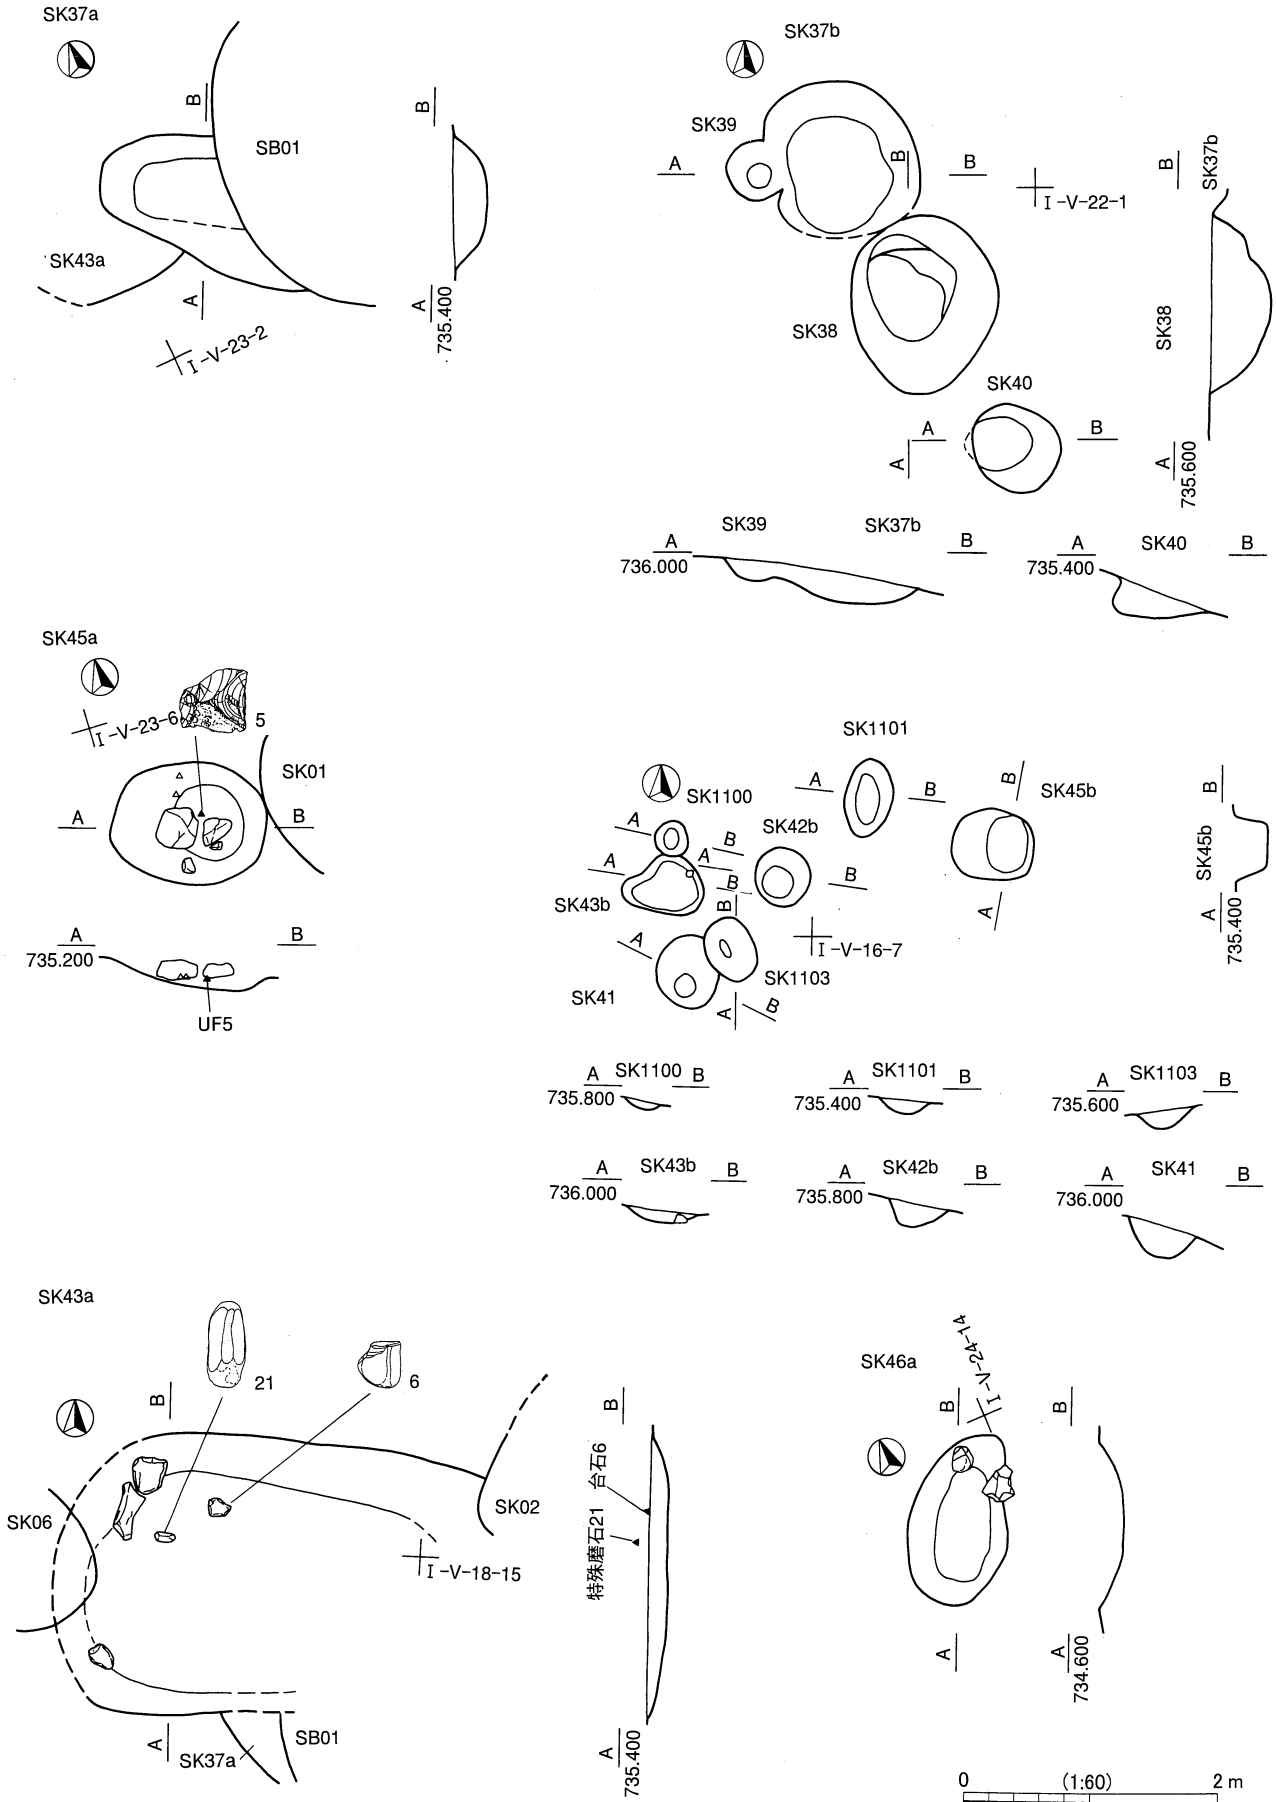 SK37a
B
B
SB01
SK43a
A
A
735.400
I-V-23-2
SK37b
SK39
A
B
B
I-V-22-1
B
SK37b
SK38
SK38
SK40
A
B
A
A
735.600
SK39
SK37b
A
B
736.000
A
SK40
B
735.400
SK45a
I-V-23-6
5
SK01
A
B
A
B
735.200
UF5
SK1101
A
B
SK1100
A
B
SK42b
A
A
B
B
SK43b
B
I-V-16-7
A
SK1103
SK41
A
B
B
SK45b
A
B
SK45b
A
735.400
A
SK1100
B
735.800
A
SK1101
B
735.400
A
SK1103
B
735.600
A
SK43b
B
736.000
A
SK42b
B
735.800
A
SK41
B
736.000
SK43a
21
6
B
B
SK06
SK02
I-V-18-15
台石6
特殊磨石21
A
SK37a
SB01
A
735.400
SK46a
I-V-24-14
B
B
A
A
734.600
0
(1:60)
2 m